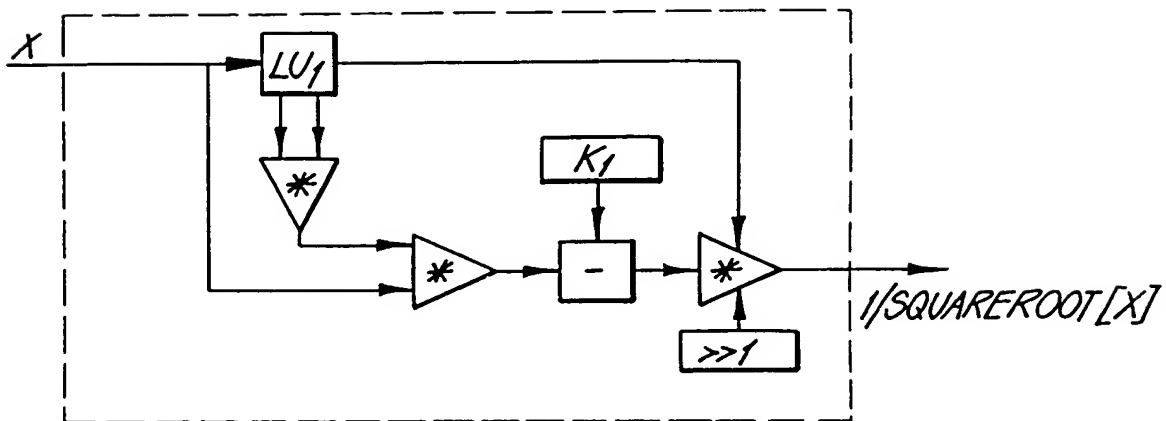 X
LU1
*
K1
*
-
*
>>1
1/SQUAREROOT[X]